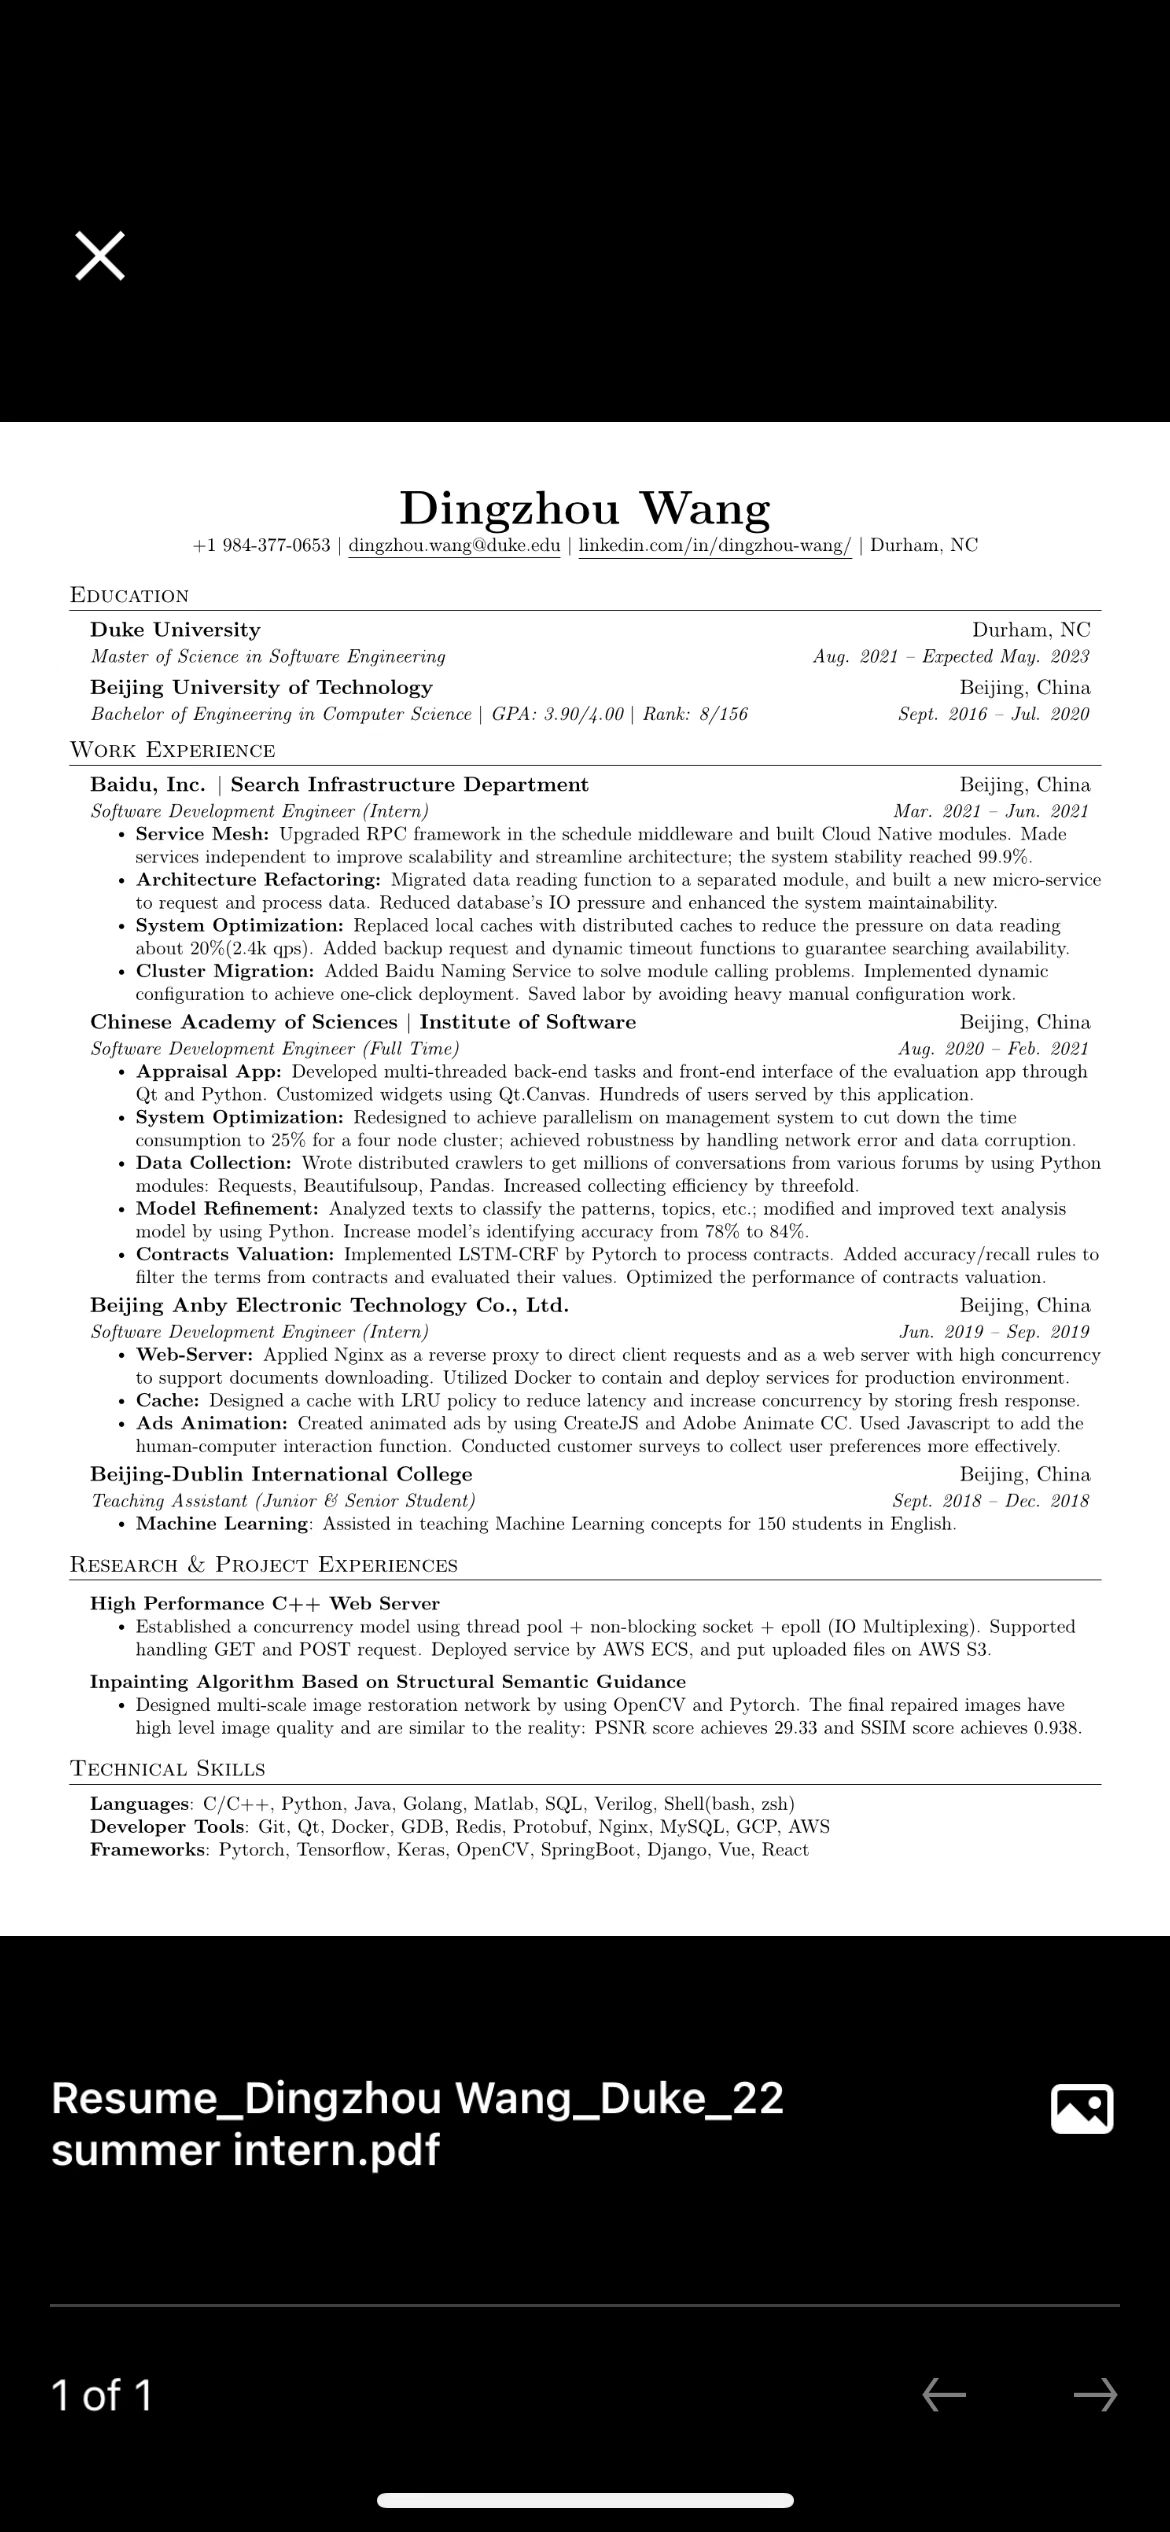 Dingzhou Wang
+1 984-377-0653 | dingzhou.wang@duke.edu | linkedin.com/in/dingzhou-wang/ | Durham, NC
EDUCATION
Duke University Durham, NC
Master of Science in Software Engineering Aug. 2021 – Expected May. 2023
Beijing University of Technology Beijing, China
Bachelor of Engineering in Computer Science | GPA: 3.90/4.00 | Rank: 8/156 Sept. 2016 – Jul. 2020
WORK EXPERIENCE
Baidu, Inc. | Search Infrastructure Department Beijing, China
Software Development Engineer (Intern) Mar. 2021 – Jun. 2021
• Service Mesh: Upgraded RPC framework in the schedule middleware and built Cloud Native modules. Made
services independent to improve scalability and streamline architecture; the system stability reached 99.9%.
• Architecture Refactoring: Migrated data reading function to a separated module, and built a new micro-service
to request and process data. Reduced database's IO pressure and enhanced the system maintainability.
• System Optimization: Replaced local caches with distributed caches to reduce the pressure on data reading
about 20%(2.4k qps). Added backup request and dynamic timeout functions to guarantee searching availability.
• Cluster Migration: Added Baidu Naming Service to solve module calling problems. Implemented dynamic
configuration to achieve one-click deployment. Saved labor by avoiding heavy manual configuration work.
Chinese Academy of Sciences | Institute of Software Beijing, China
Software Development Engineer (Full Time) Aug. 2020 – Feb. 2021
• Appraisal App: Developed multi-threaded back-end tasks and front-end interface of the evaluation app through
Qt and Python. Customized widgets using Qt.Canvas. Hundreds of users served by this application.
• System Optimization: Redesigned to achieve parallelism on management system to cut down the time
consumption to 25% for a four node cluster; achieved robustness by handling network error and data corruption.
• Data Collection: Wrote distributed crawlers to get millions of conversations from various forums by using Python
modules: Requests, Beautifulsoup, Pandas. Increased collecting efficiency by threefold.
• Model Refinement: Analyzed texts to classify the patterns, topics, etc.; modified and improved text analysis
model by using Python. Increase model's identifying accuracy from 78% to 84%.
• Contracts Valuation: Implemented LSTM-CRF by Pytorch to process contracts. Added accuracy/recall rules to
filter the terms from contracts and evaluated their values. Optimized the performance of contracts valuation.
Beijing Anby Electronic Technology Co., Ltd. Beijing, China
Software Development Engineer (Intern) Jun. 2019 – Sep. 2019
• Web-Server: Applied Nginx as a reverse proxy to direct client requests and as a web server with high concurrency
to support documents downloading. Utilized Docker to contain and deploy services for production environment.
• Cache: Designed a cache with LRU policy to reduce latency and increase concurrency by storing fresh response.
• Ads Animation: Created animated ads by using CreateJS and Adobe Animate CC. Used Javascript to add the
human-computer interaction function. Conducted customer surveys to collect user preferences more effectively.
Beijing-Dublin International College Beijing, China
Teaching Assistant (Junior & Senior Student) Sept. 2018 – Dec. 2018
• Machine Learning: Assisted in teaching Machine Learning concepts for 150 students in English.
RESEARCH & PROJECT EXPERIENCES
High Performance C++ Web Server
• Established a concurrency model using thread pool + non-blocking socket + epoll (IO Multiplexing). Supported
handling GET and POST request. Deployed service by AWS ECS, and put uploaded files on AWS S3.
Inpainting Algorithm Based on Structural Semantic Guidance
• Designed multi-scale image restoration network by using OpenCV and Pytorch. The final repaired images have
high level image quality and are similar to the reality: PSNR score achieves 29.33 and SSIM score achieves 0.938.
TECHNICAL SKILLS
Languages: C/C++, Python, Java, Golang, Matlab, SQL, Verilog, Shell(bash, zsh)
Developer Tools: Git, Qt, Docker, GDB, Redis, Protobuf, Nginx, MySQL, GCP, AWS
Frameworks: Pytorch, Tensorflow, Keras, OpenCV, SpringBoot, Django, Vue, React
Resume_Dingzhou Wang_Duke_22
summer intern.pdf
1 of 1